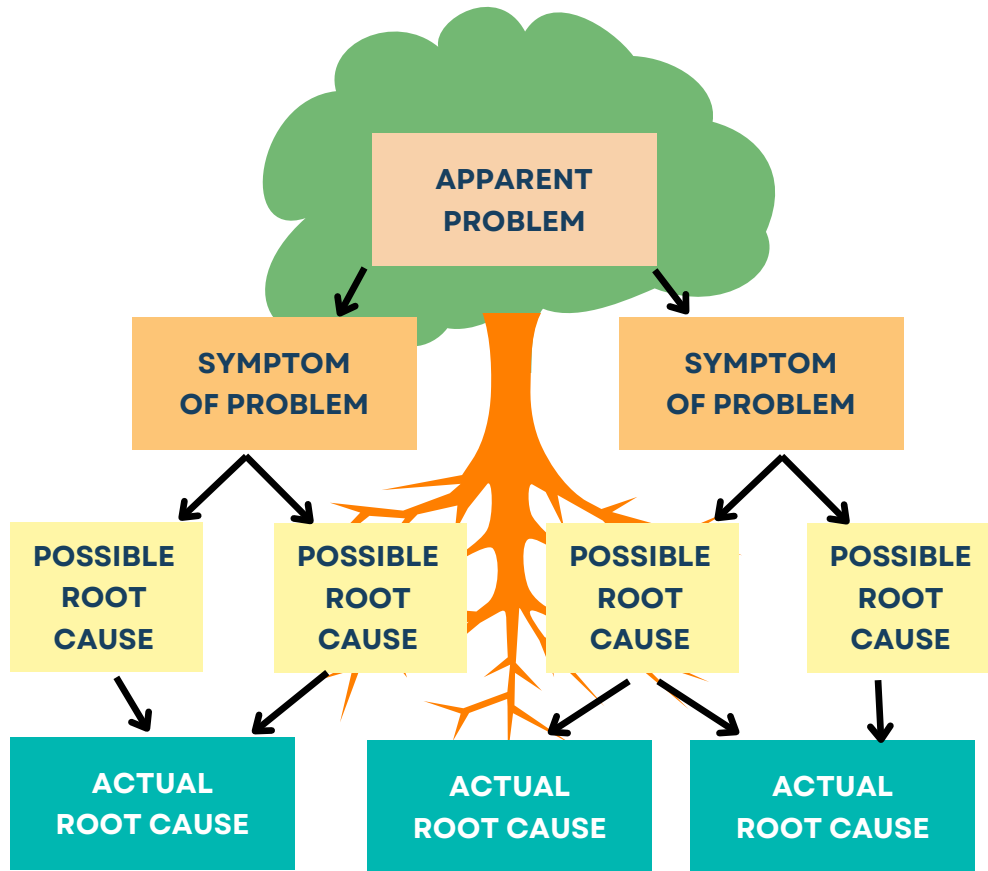 APPARENT
PROBLEM
SYMPTOM
OF PROBLEM
SYMPTOM
OF PROBLEM
POSSIBLE
ROOT
CAUSE
POSSIBLE
ROOT
CAUSE
POSSIBLE
ROOT
CAUSE
POSSIBLE
ROOT
CAUSE
ACTUAL
ROOT CAUSE
ACTUAL
ROOT CAUSE
ACTUAL
ROOT CAUSE